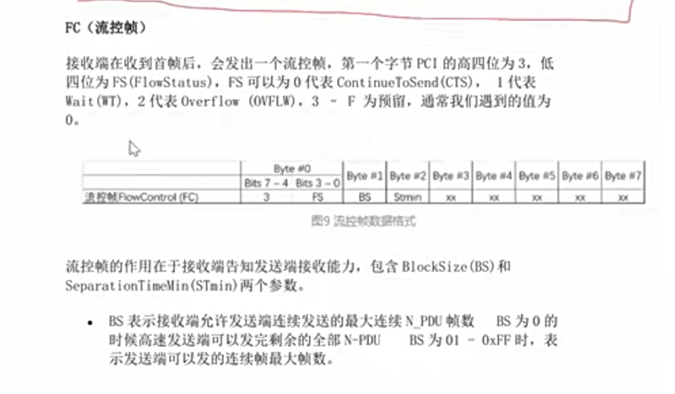 FC（流控帧）
接收端在收到首帧后，会发出一个流控帧，第一个字节 PCI 的高四位为 3，低
四位为 FS(FlowStatus)，FS 可以为 0 代表 ContinueToSend(CTS)， 1 代表
Wait(WT)，2 代表 Overflow (OVFLW)，3 - F 为预留，通常我们遇到的值为
0。
Byte #0 Byte #1 Byte #2 Byte #3 Byte #4 Byte #5 Byte #6 Byte #7
Bits 7 - 4 Bits 3 - 0
流控帧FlowControl (FC) 3 FS BS Stmin xx xx xx xx xx
图9 流控帧数据格式
流控帧的作用在于接收端告知发送端接收能力，包含 BlockSize(BS)和
SeparationTimeMin(STmin)两个参数。
• BS 表示接收端允许发送端连续发送的最大连续 N_PDU 帧数 BS 为 0 的
时候高速发送端可以发完剩余的全部 N-PDU BS 为 01 - 0xFF 时，表
示发送端可以发的连续帧最大帧数。